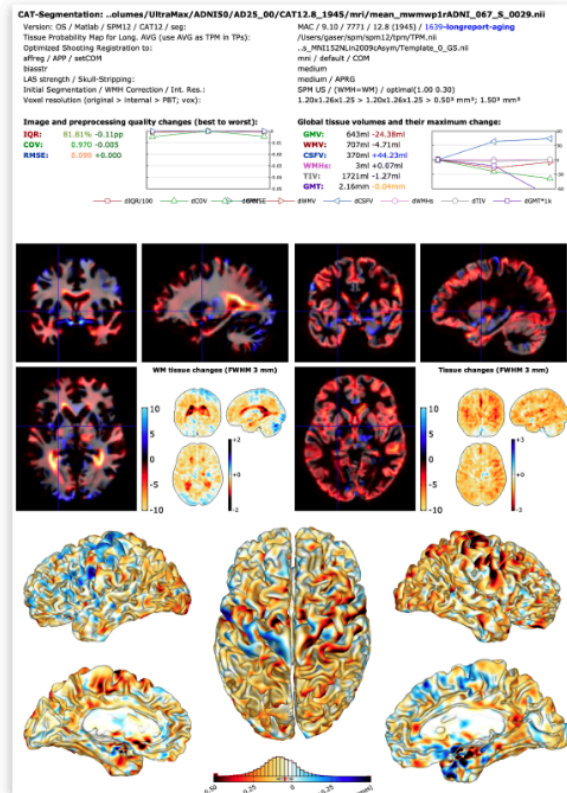 CAT-Segmentation: ..olumes/UltraMax/ADNI50/AD25_00/CAT12.8_1945/mri/mean_mwmwp1rADNI_067_S_0029.nii
Version: OS / Matlab / SPM12 / CAT12 / seg: MAC / 9.10 / 7771 / 12.8 (1945) / 1639-longreport-aging
Tissue Probability Map for Long. AVG (use AVG as TPM in TPs): /Users/gaser/spm/spm12/tpm/TPM.nii
Optimized Shooting Registration to: ..s_MNI152NLin2009cAsym/Template_0_GS.nii
affreg / APP / setCOM mni / default / COM
biasstr medium
LAS strength / Skull-Stripping: medium / APRG
Initial Segmentation / WMH Correction / Int. Res.: SPM US / (WMH=WM) / optimal(1.00 0.30)
Voxel resolution (original > internal > PBT; vox): 1.20x1.26x1.25 > 1.20x1.26x1.25 > 0.50³ mm³; 1.50³ mm³
Image and preprocessing quality changes (best to worst): Global tissue volumes and their maximum change:
IQR: 81.81% -0.11pp GMV: 643ml -24.38ml
COV: 0.970 -0.005 WMV: 707ml -4.71ml
RMSE: 0.099 +0.000 CSFV: 370ml +44.23ml
WMHs: 3ml +0.07ml
TIV: 1721ml -1.27ml
GMT: 2.16mm -0.04mm
dIQR/100 dCOV dWMV dCSFV dWMHs dTIV dGMT*1k
WM tissue changes (FWHM 3 mm) Tissue changes (FWHM 3 mm)
10 10
5 +2 5 +3
0 0
-5 -5
-10 -2 -10
0.25 0